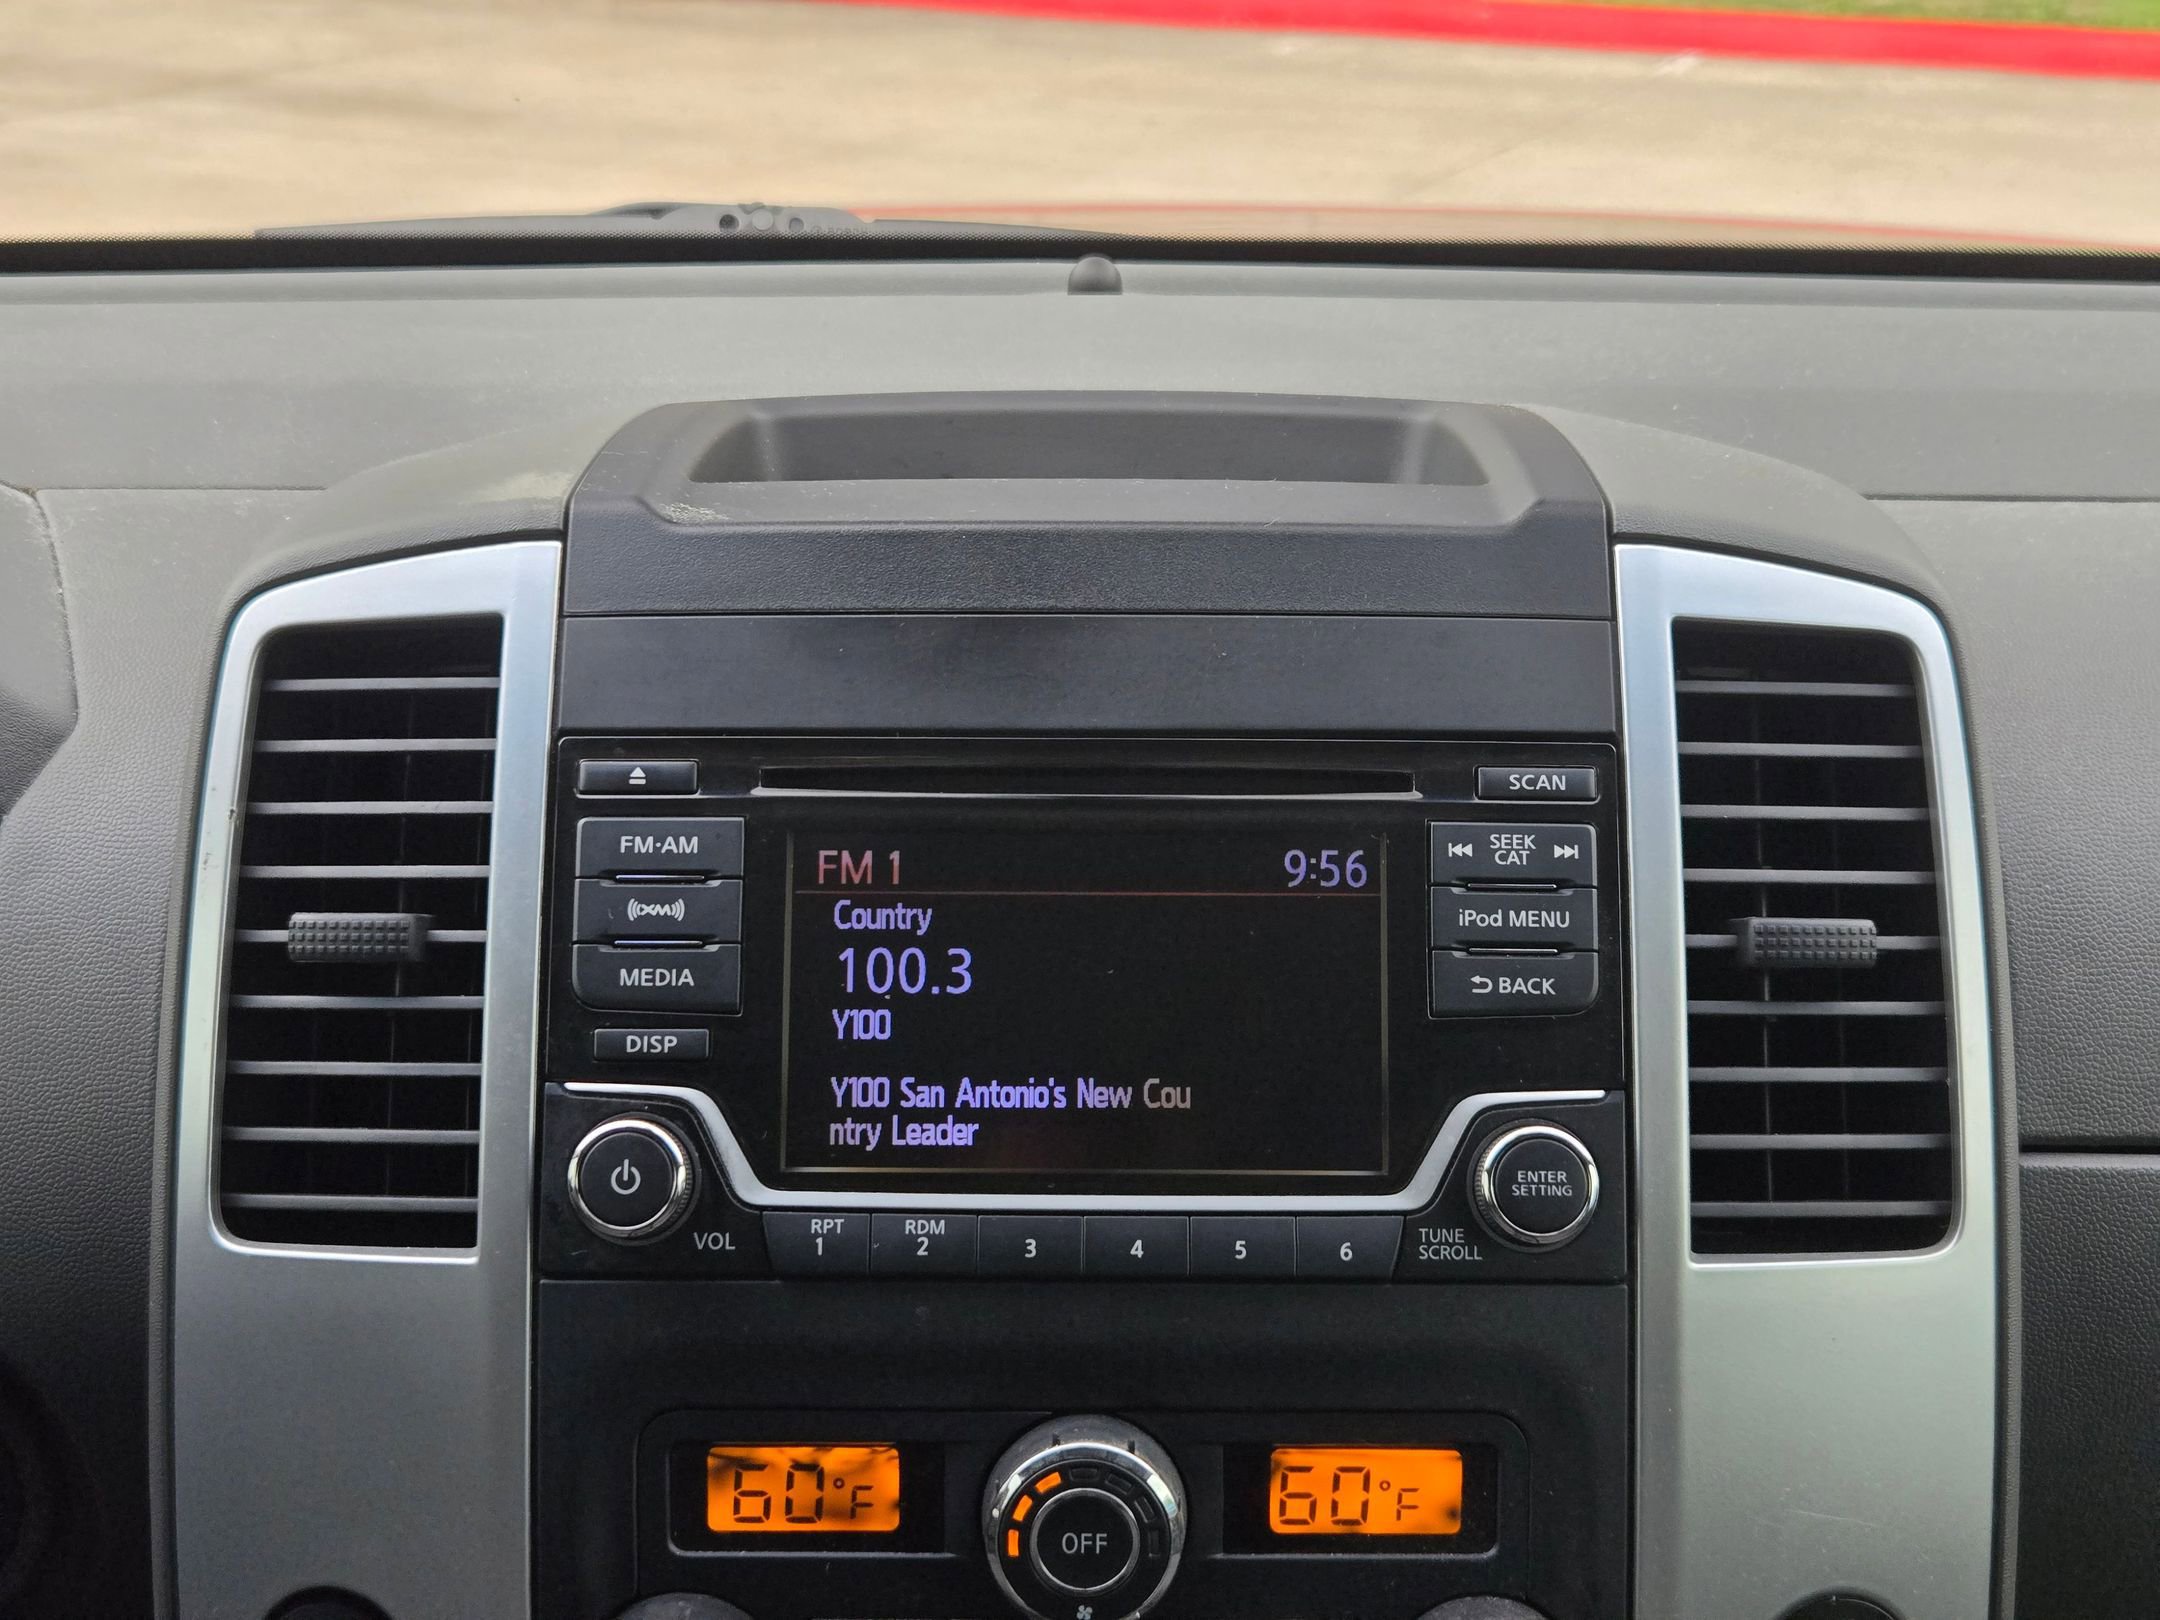 SCAN
FM·AM
SEEK
CAT
FM 1 9:56
Country
XM
iPod MENU
100.3
MEDIA
BACK
Y100
DISP
Y100 San Antonio's New Cou
ntry Leader
ENTER
SETTING
VOL
RPT
1
RDM
2
3
4
5
6
TUNE
SCROLL
60°F
OFF
60°F